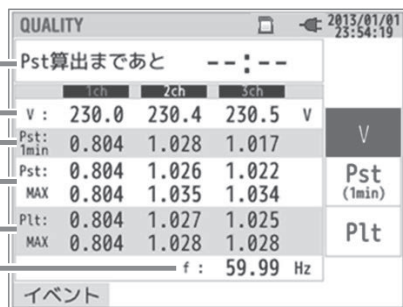 QUALITY 2013/01/01
23:54:19
Pst算出まであと --:--
1ch 2ch 3ch
V : 230.0 230.4 230.5 V
Pst:
1min 0.804 1.028 1.017
Pst: 0.804 1.026 1.022
MAX 0.804 1.035 1.034
Plt: 0.804 1.027 1.025
MAX 0.804 1.028 1.028
f : 59.99 Hz
V
Pst
(1min)
Plt
イベント